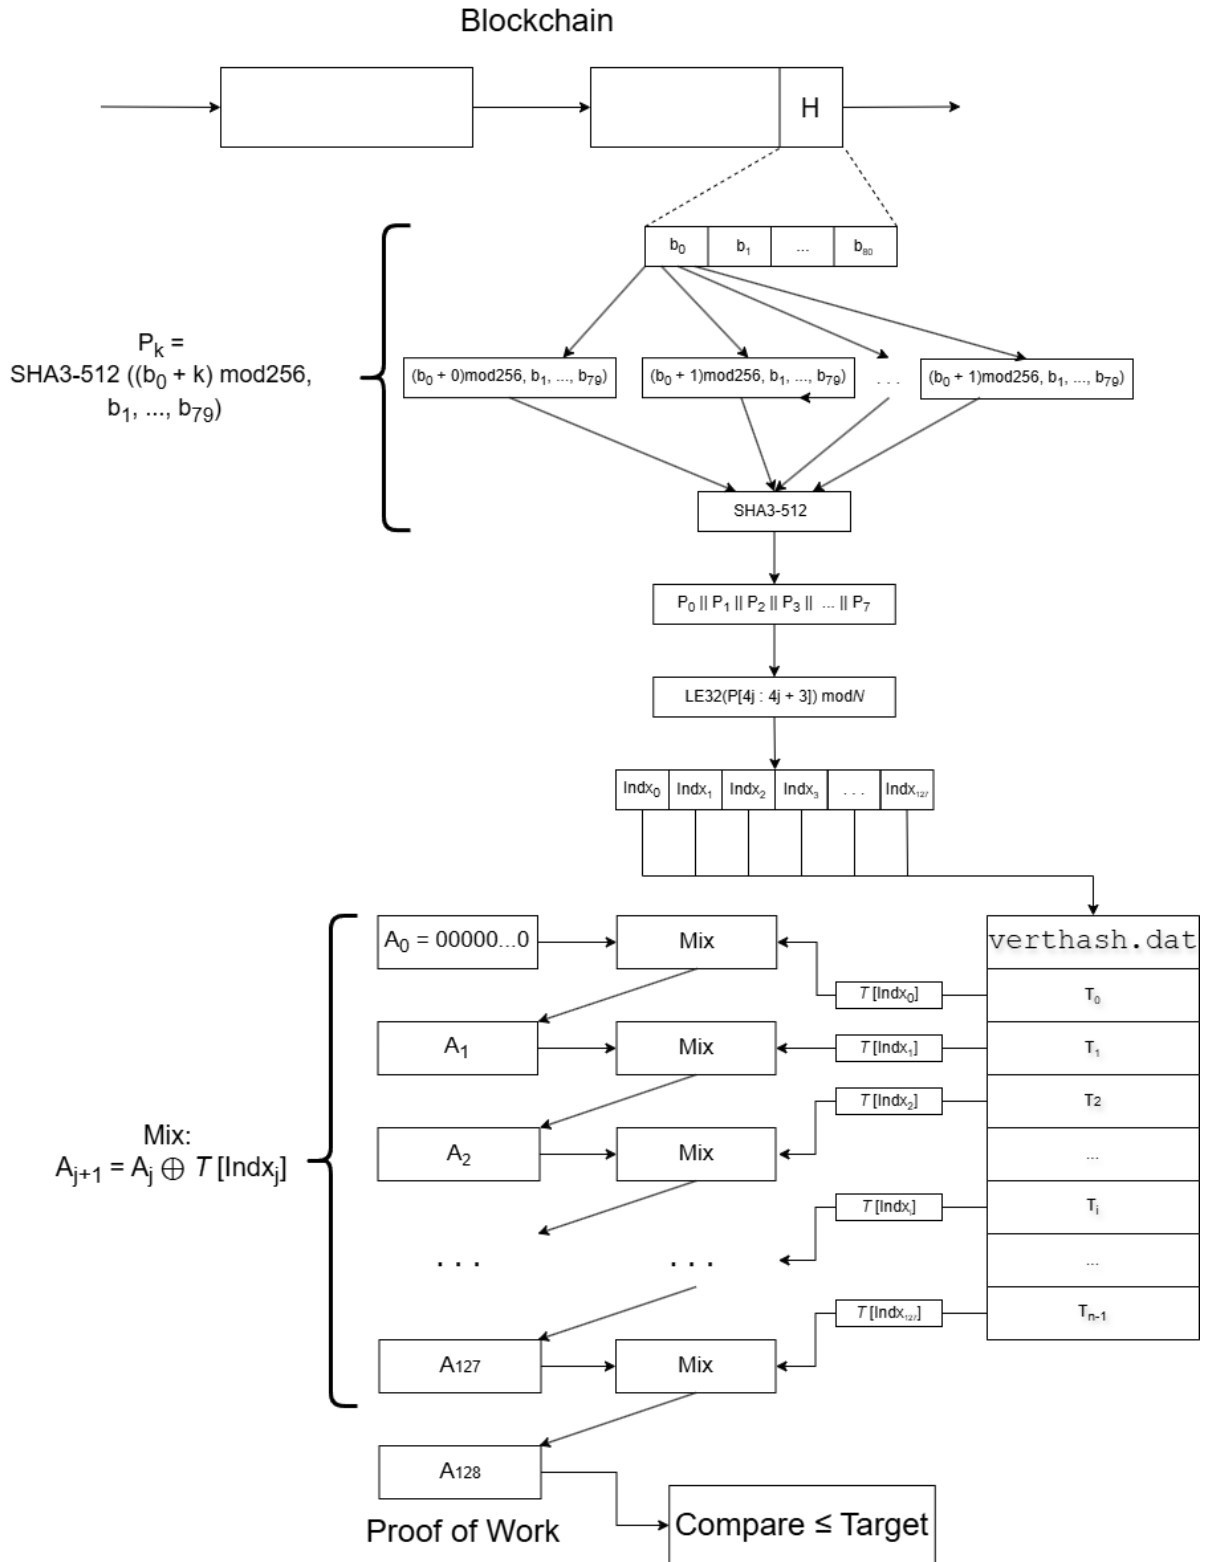 Blockchain
H
b0 b1 ... b80
Pk =
SHA3-512 ((b0 + k) mod256,
b1, ..., b79)
(b0 + 0)mod256, b1, ..., b79) (b0 + 1)mod256, b1, ..., b79) . . . (b0 + 1)mod256, b1, ..., b79)
SHA3-512
P0 || P1 || P2 || P3 || ... || P7
LE32(P[4j : 4j + 3]) modN
Indx0 Indx1 Indx2 Indx3 . . . Indx127
A0 = 00000...0 Mix verthash.dat
T[Indx0] T0
A1 Mix T[Indx1] T1
T[Indx2] T2
Mix:
Aj+1 = Aj ⊕ T[Indxj]
A2 Mix ...
T[Indxi] Ti
. . . . . . ...
T[Indx127] Tn-1
A127 Mix
A128
Proof of Work Compare ≤ Target